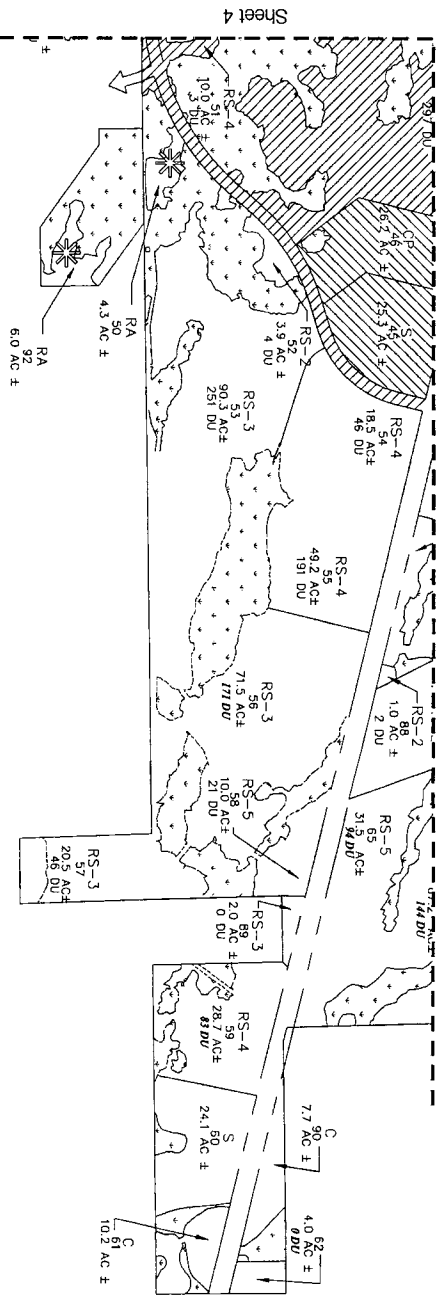 Sheet 4
297 DU
CP
46
26.2 AC ±
S
45
25.3 AC ±
RS-4
51
10.0 AC ±
3 DU
RA
50
4.3 AC ±
RA
92
6.0 AC ±
RS-2
52
3.9 AC ±
4 DU
RS-3
53
90.3 AC±
251 DU
RS-4
54
18.5 AC±
46 DU
RS-4
55
49.2 AC±
191 DU
RS-3
56
71.5 AC±
171 DU
RS-2
88
1.0 AC ±
2 DU
RS-5
65
31.5 AC±
94 DU
144 DU
RS-5
58
10.0 AC±
21 DU
RS-3
57
20.5 AC±
46 DU
RS-3
89
2.0 AC ±
0 DU
RS-4
59
28.7 AC±
83 DU
S
60
24.1 AC ±
C
90
7.7 AC ±
62
4.0 AC ±
0 DU
C
61
10.2 AC ±